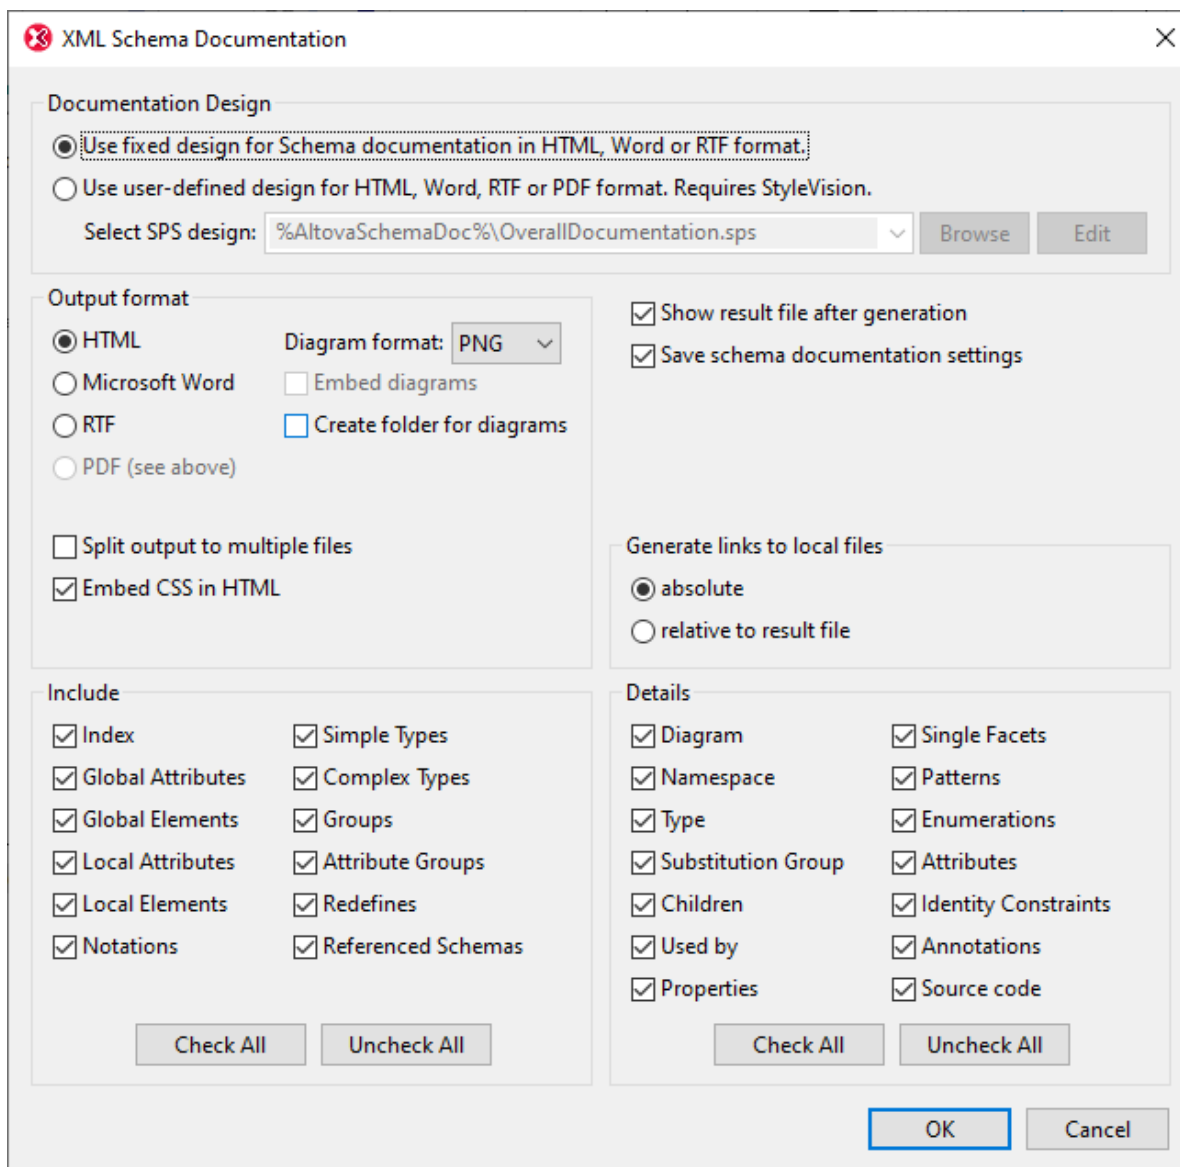 XML Schema Documentation
Documentation Design
Use fixed design for Schema documentation in HTML, Word or RTF format.
Use user-defined design for HTML, Word, RTF or PDF format. Requires StyleVision.
Select SPS design: %AltovaSchemaDoc%\OverallDocumentation.sps Browse Edit
Output format
HTML Diagram format: PNG
Microsoft Word Embed diagrams
RTF Create folder for diagrams
PDF (see above)
Split output to multiple files
Embed CSS in HTML
Show result file after generation
Save schema documentation settings
Generate links to local files
absolute
relative to result file
Include
Index Simple Types
Global Attributes Complex Types
Global Elements Groups
Local Attributes Attribute Groups
Local Elements Redefines
Notations Referenced Schemas
Check All Uncheck All
Details
Diagram Single Facets
Namespace Patterns
Type Enumerations
Substitution Group Attributes
Children Identity Constraints
Used by Annotations
Properties Source code
Check All Uncheck All
OK Cancel